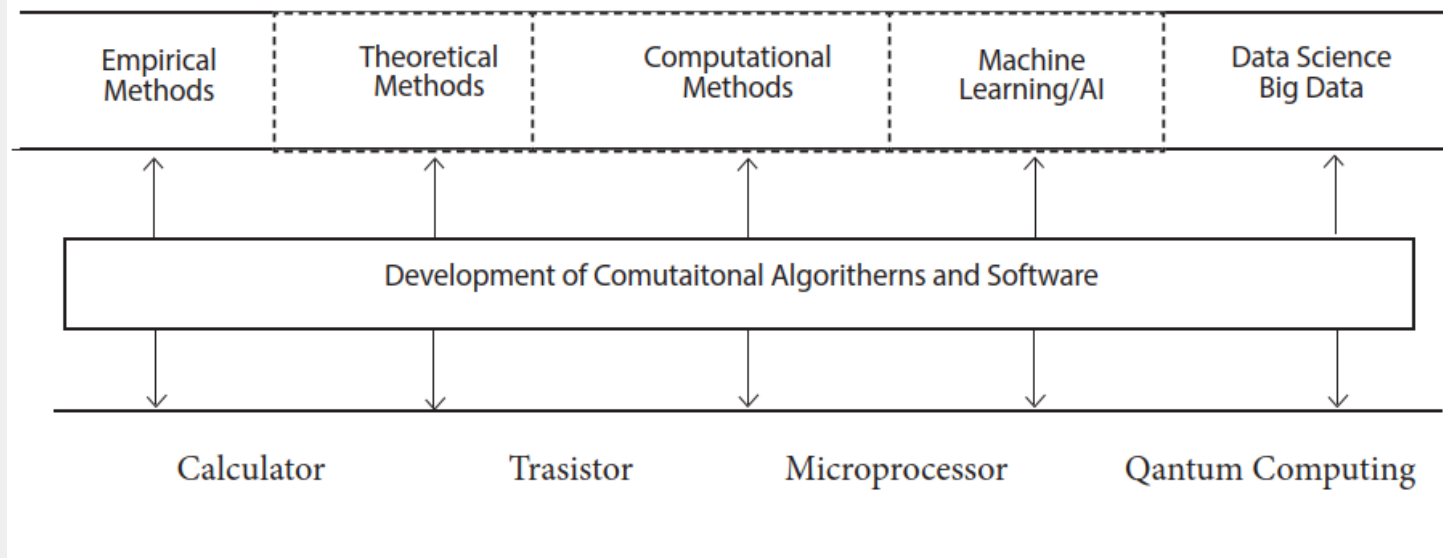 Empirical
Methods
Theoretical
Methods
Computational
Methods
Machine
Learning/AI
Data Science
Big Data
Development of Comutaitonal Algoritherns and Software
Calculator
Trasistor
Microprocessor
Qantum Computing